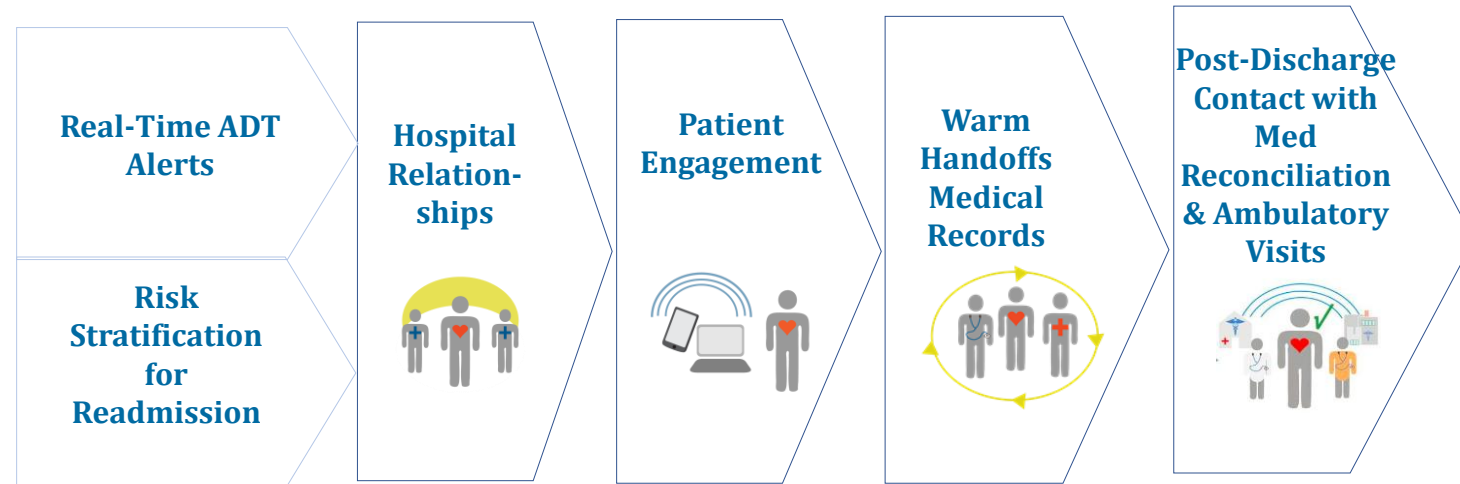 Real-Time ADT
Alerts
Risk
Stratification
for
Readmission
Hospital
Relation-
ships
Patient
Engagement
Warm
Handoffs
Medical
Records
Post-Discharge
Contact with
Med
Reconciliation
& Ambulatory
Visits